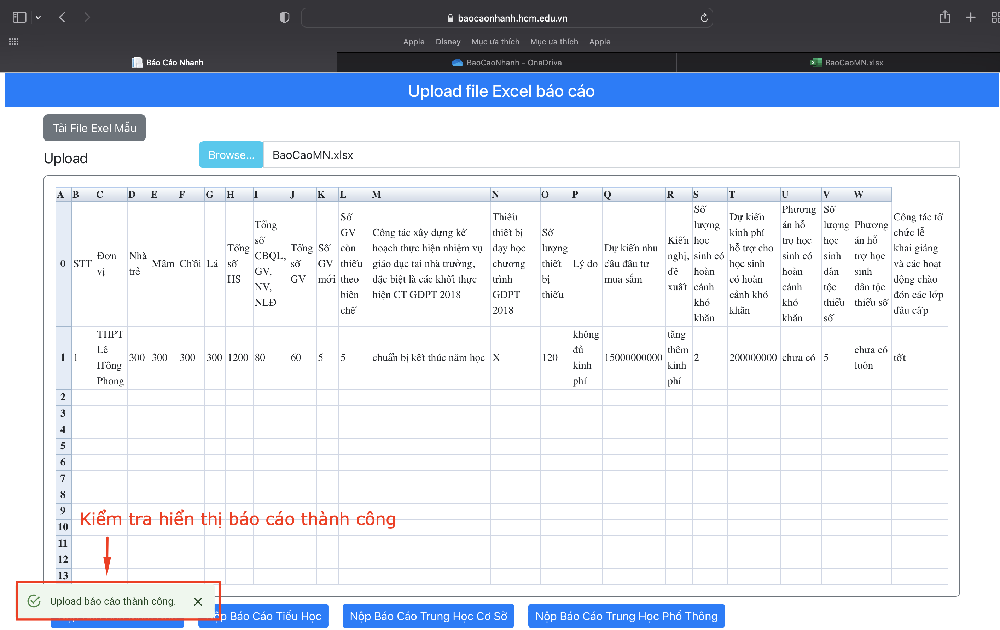 baocaonhanh.hcm.edu.vn
Apple Disney Mục ưa thích Mục ưa thích Apple
Báo Cáo Nhanh
BaoCaoNhanh - OneDrive
BaoCaoMN.xlsx
Upload file Excel báo cáo
Tải File Exel Mẫu
Upload
Browse...
BaoCaoMN.xlsx
A B C D E F G H I J K L M N O P Q R S T U V W
0
STT
Đơn
vị
Nhà
trẻ
Mầm
Chồi
Lá
Tổng
số
HS
Tổng
số
CBQL,
GV,
NV,
NLĐ
Tổng
số
GV
Số
GV
mới
Số
GV
còn
thiếu
theo
biên
chế
Công tác xây dựng kế
hoạch thực hiện nhiệm vụ
giáo dục tại nhà trường,
đặc biệt là các khối thực
hiện CT GDPT 2018
Thiếu
thiết bị
dạy học
chương
trình
GDPT
2018
Số
lượng
thiết
bị
thiếu
Lý do
Dự kiến nhu
cầu đầu tư
mua sắm
Kiến
nghị,
đề
xuất
Số
lượng
học
sinh có
hoàn
cảnh
khó
khăn
Dự kiến
kinh phí
hỗ trợ cho
học sinh
có hoàn
cảnh khó
khăn
Phương
án hỗ
trọ học
sinh có
hoàn
cảnh
khó
khăn
Số
lượng
học
sinh
dân
tộc
thiểu
số
Phương
án hỗ
trợ học
sinh
dân tộc
thiểu số
Công tác tổ
chức lễ
khai giảng
và các hoạt
động chào
đón các lớp
đầu cấp
1
1
THPT
Lê
Hồng
Phong
300
300
300
300
1200
80
60
5
5
chuẩn bị kết thúc năm học
X
120
không
đủ
kinh
phí
15000000000
tăng
thêm
kinh
phí
2
200000000
chưa có
5
chưa có
luôn
tốt
2
3
4
5
6
7
8
9
Kiểm tra hiển thị báo cáo thành công
10
11
12
13
Upload báo cáo thành công.
Nộp Báo Cáo Tiểu Học
Nộp Báo Cáo Trung Học Cơ Sở
Nộp Báo Cáo Trung Học Phổ Thông